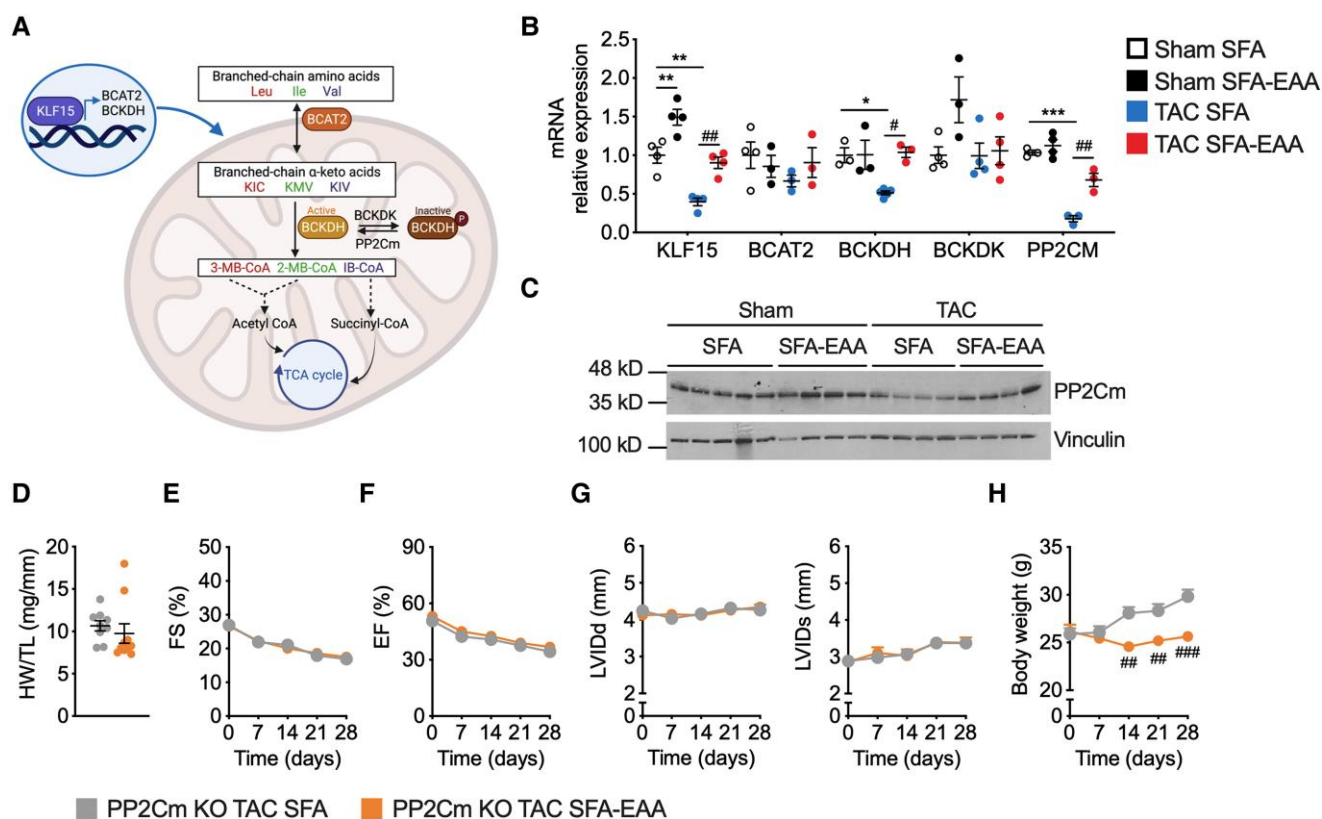 A
KLF15
BCAT2
BCKDH
Branched-chain amino acids
Leu Ile Val
BCAT2
Branched-chain α-keto acids
KIC KMV KIV
Active
BCKDH
BCKDK
PP2Cm
Inactive
BCKDH
P
3-MB-CoA 2-MB-CoA IB-CoA
Acetyl CoA
Succinyl-CoA
TCA cycle
B
mRNA
relative expression
2.5
2.0
1.5
1.0
0.5
0.0
**
**
##
*
#
***
##
KLF15 BCAT2 BCKDH BCKDK PP2CM
Sham SFA
Sham SFA-EAA
TAC SFA
TAC SFA-EAA
C
Sham TAC
SFA SFA-EAA SFA SFA-EAA
48 kD
35 kD
PP2Cm
100 kD
Vinculin
D
HW/TL (mg/mm)
20
15
10
5
0
E
FS (%)
50
40
30
20
10
0
0 7 14 21 28
Time (days)
F
EF (%)
90
60
30
0
0 7 14 21 28
Time (days)
G
LVIDd (mm)
6
5
4
3
2
0
0 7 14 21 28
Time (days)
LVIDs (mm)
6
5
4
3
2
0
0 7 14 21 28
Time (days)
H
Body weight (g)
35
30
25
20
0
## ## ###
0 7 14 21 28
Time (days)
PP2Cm KO TAC SFA PP2Cm KO TAC SFA-EAA